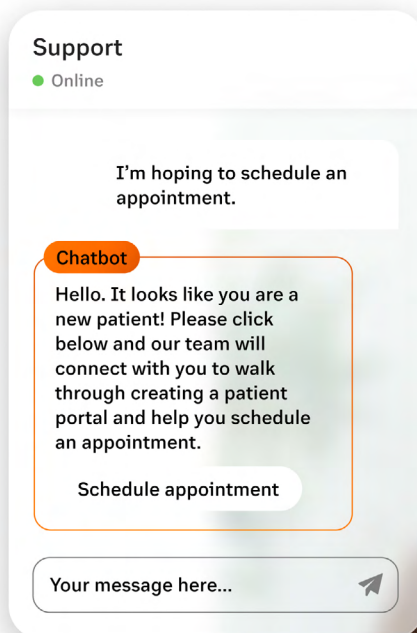 Support
Online
I'm hoping to schedule an
appointment.
Chatbot
Hello. It looks like you are a
new patient! Please click
below and our team will
connect with you to walk
through creating a patient
portal and help you schedule
an appointment.
Schedule appointment
Your message here...